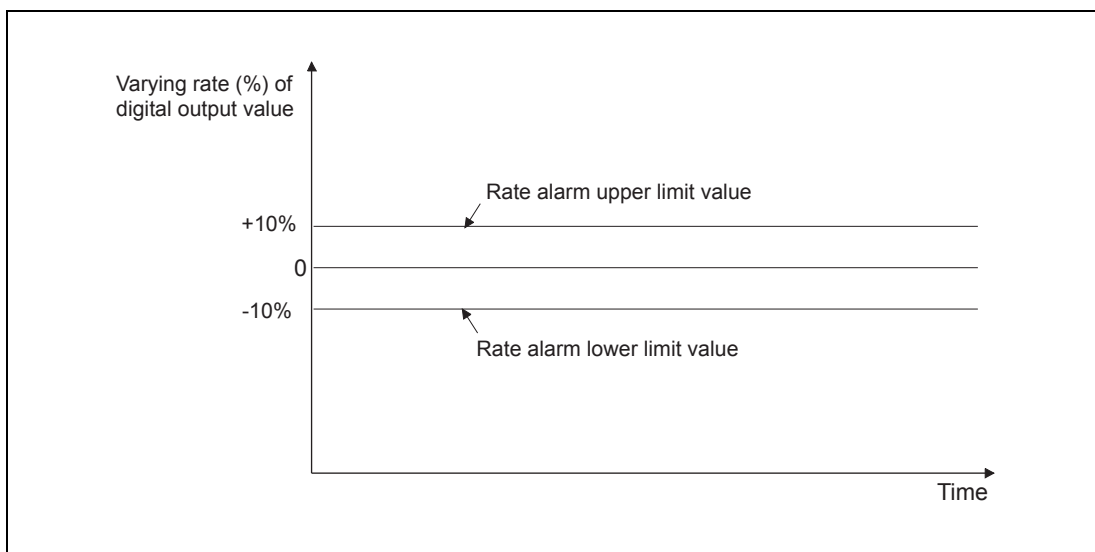 Varying rate (%) of
digital output value
Rate alarm upper limit value
+10%
0
-10%
Rate alarm lower limit value
Time